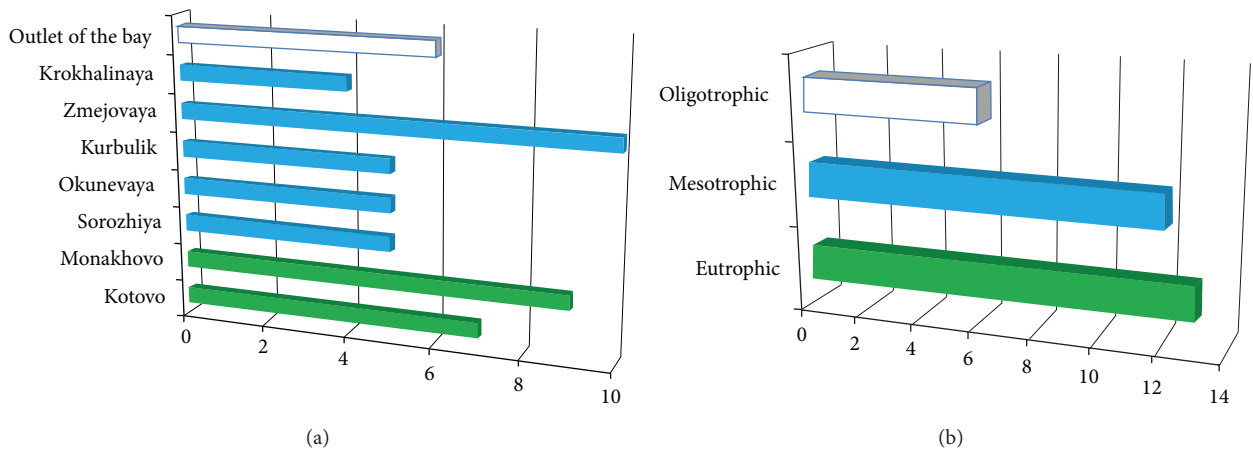 Outlet of the bay
Krokhalinaya
Zmejovaya
Kurbulik
Okunevaya
Sorozhiya
Monakhovo
Kotovo
0 2 4 6 8 10
(a)
Oligotrophic
Mesotrophic
Eutrophic
0 2 4 6 8 10 12 14
(b)